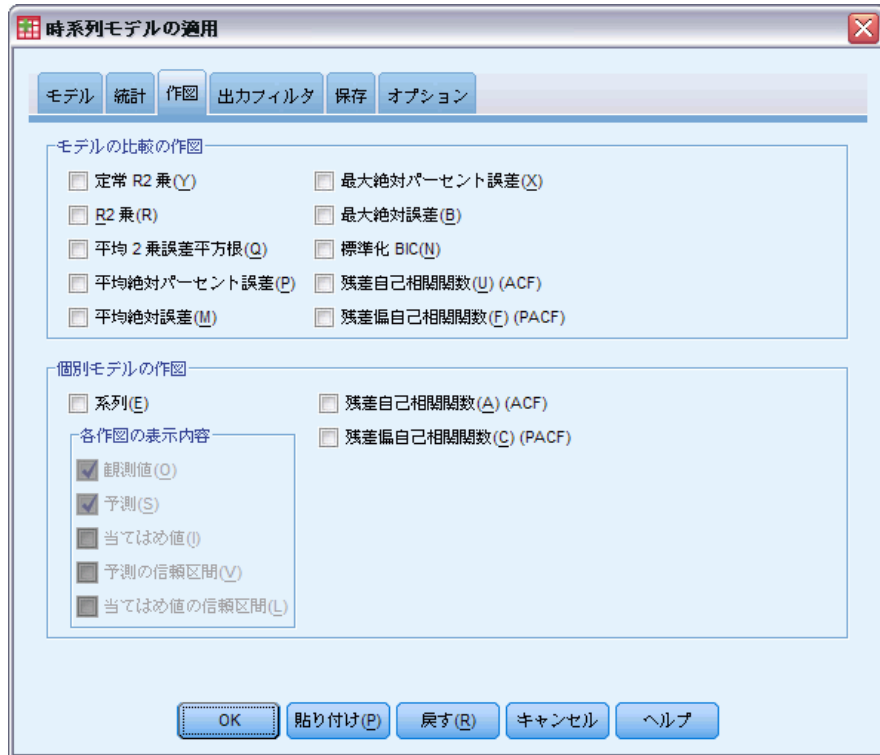 時系列モデルの適用
モデル 統計 作図 出力フィルタ 保存 オプション
モデルの比較の作図
定常 R2 乗(Y)
R2 乗(R)
平均 2 乗誤差平方根(Q)
平均絶対パーセント誤差(P)
平均絶対誤差(M)
最大絶対パーセント誤差(X)
最大絶対誤差(B)
標準化 BIC(N)
残差自己相関関数(U) (ACF)
残差偏自己相関関数(F) (PACF)
個別モデルの作図
系列(E)
各作図の表示内容
観測値(O)
予測(S)
当てはめ値(I)
予測の信頼区間(V)
当てはめ値の信頼区間(L)
残差自己相関関数(A) (ACF)
残差偏自己相関関数(C) (PACF)
OK 貼り付け(P) 戻す(R) キャンセル ヘルプ